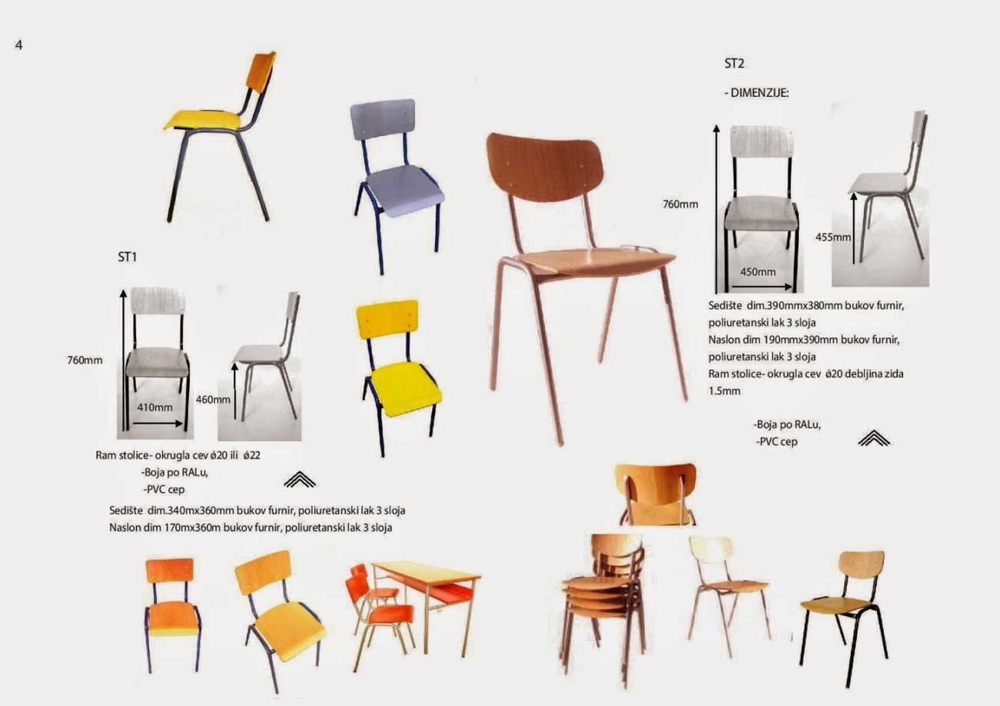 4
ST1
760mm
410mm
460mm
Ram stolice- okrugla cev ǿ20 ili ǿ22
-Boja po RALu,
-PVC cep
Sedište dim.340mx360mm bukov furnir, poliuretanski lak 3 sloja
Naslon dim 170mx360m bukov furnir, poliuretanski lak 3 sloja
ST2
- DIMENZIJE:
760mm
455mm
450mm
Sedište dim.390mmx380mm bukov furnir,
poliuretanski lak 3 sloja
Naslon dim 190mmx390mm bukov furnir,
poliuretanski lak 3 sloja
Ram stolice- okrugla cev ǿ20 debljina zida
1.5mm
-Boja po RALu,
-PVC cep